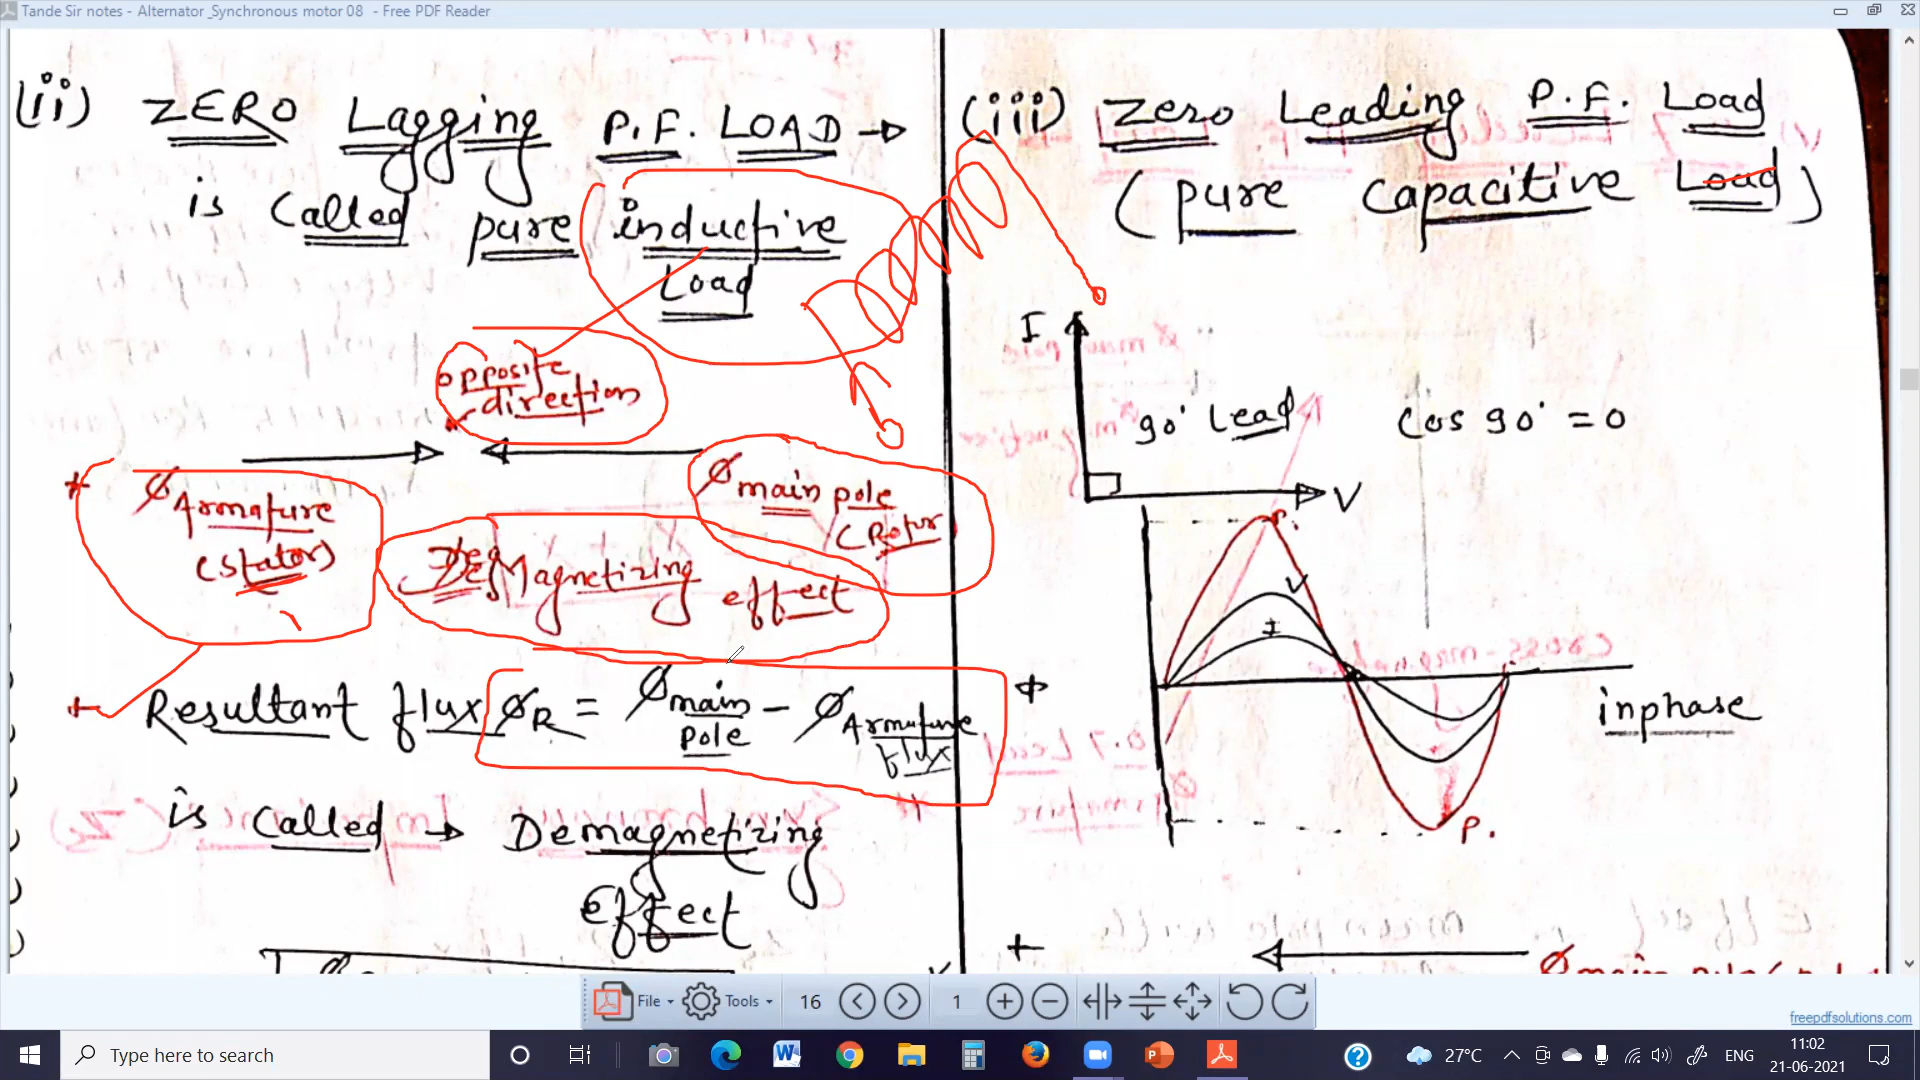 Tande Sir notes - Alternator _Synchronous motor 08 - Free PDF Reader
(ii) ZERO Lagging P.F. LOAD →
is called pure inductive
Load
opposite
direction
* Ø Armature
(stator)
Ø main pole
(Rotor
DeMagnetizing effect
+ Resultant flux ØR = Ø main pole - Ø Armature flux
is called → Demagnetizing
effect
(iii) Zero Leading P.F. Load
(pure capacitive Load)
I
90° Lead
cos 90° = 0
V
P.
V
I
inphase
P.
File
Tools
16
1
freepdfsolutions.com
Type here to search
27°C
ENG
11:02
21-06-2021